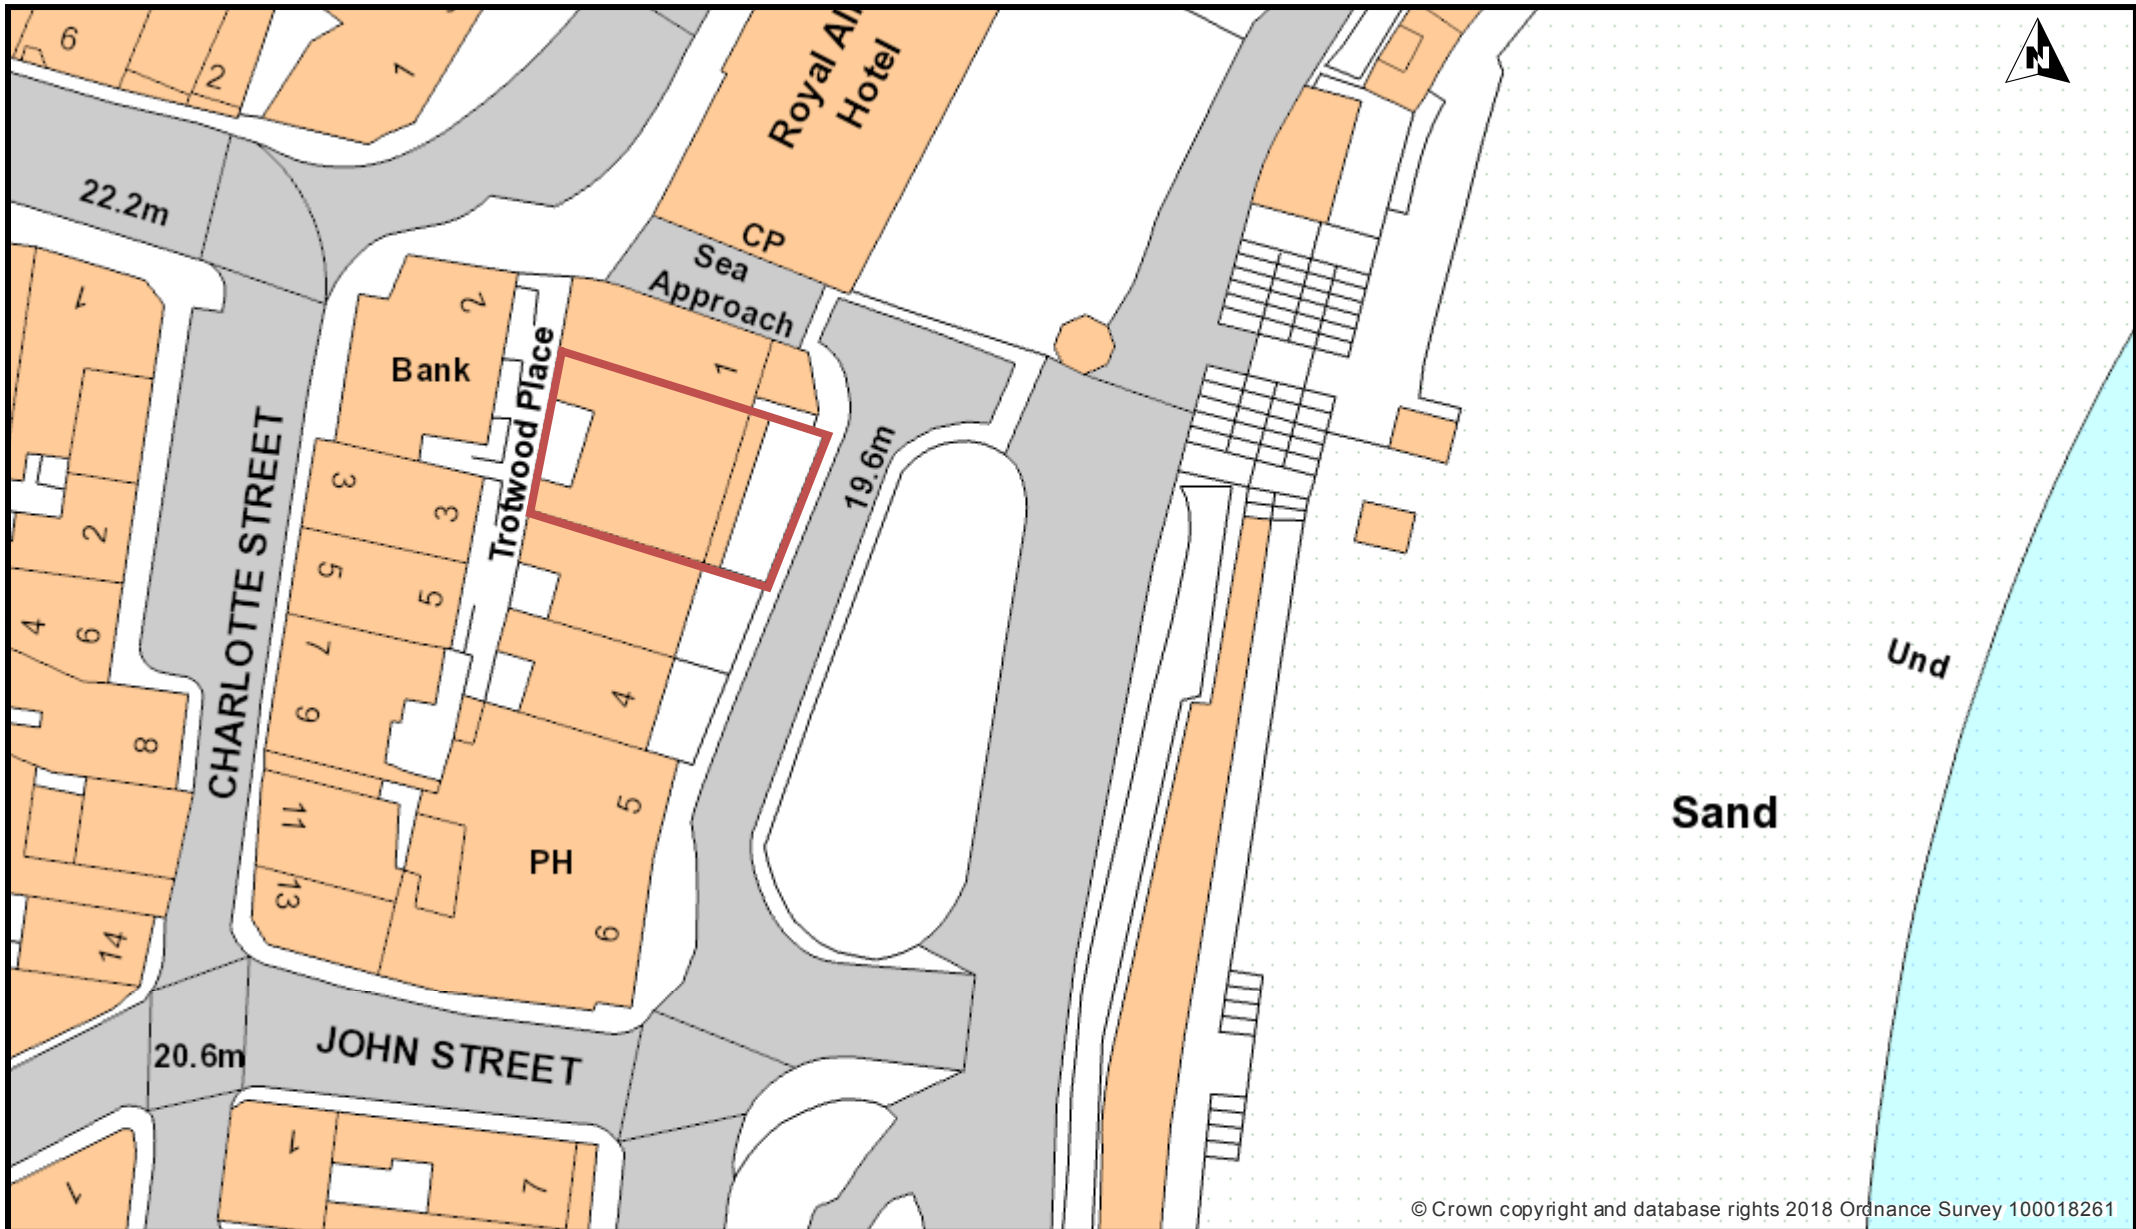 6
2
1
Royal Al
Hotel
N
22.2m
CP
Sea
Approach
1
2
Bank
1
Trotwood Place
19.6m
CHARLOTTE STREET
3
3
2
5
5
4
6
7
4
9
8
Und
Sand
11
5
PH
13
14
6
20.6m
JOHN STREET
1
7
1
© Crown copyright and database rights 2018 Ordnance Survey 100018261